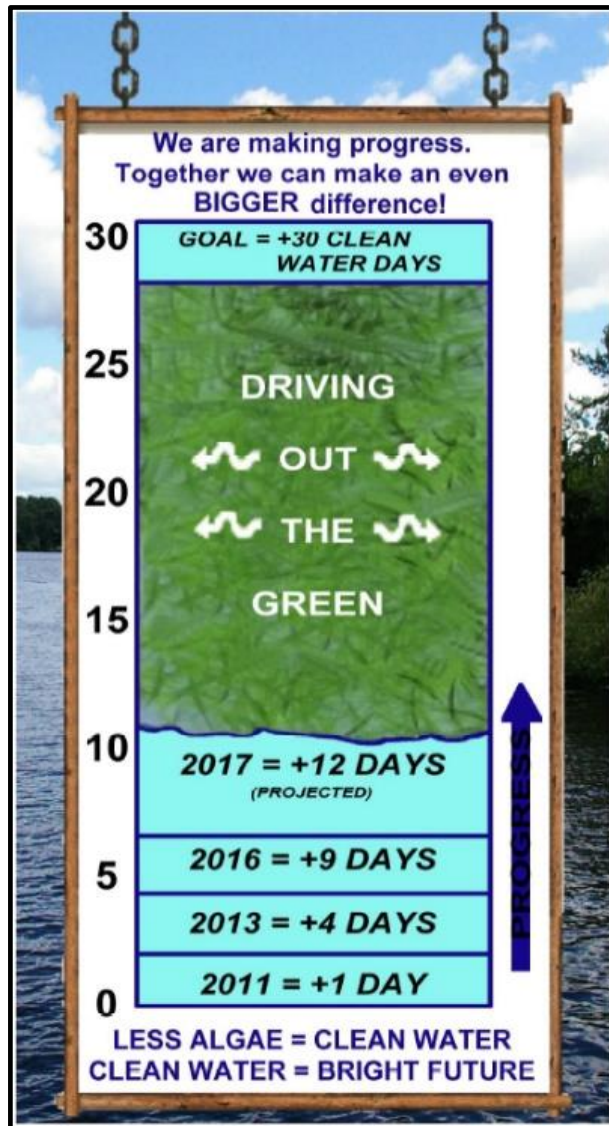 We are making progress.
Together we can make an even
BIGGER difference!
30
GOAL = +30 CLEAN
WATER DAYS
25
DRIVING
OUT
20
THE
GREEN
15
10
2017 = +12 DAYS
(PROJECTED)
2016 = +9 DAYS
5
2013 = +4 DAYS
2011 = +1 DAY
0
PROGRESS
LESS ALGAE = CLEAN WATER
CLEAN WATER = BRIGHT FUTURE